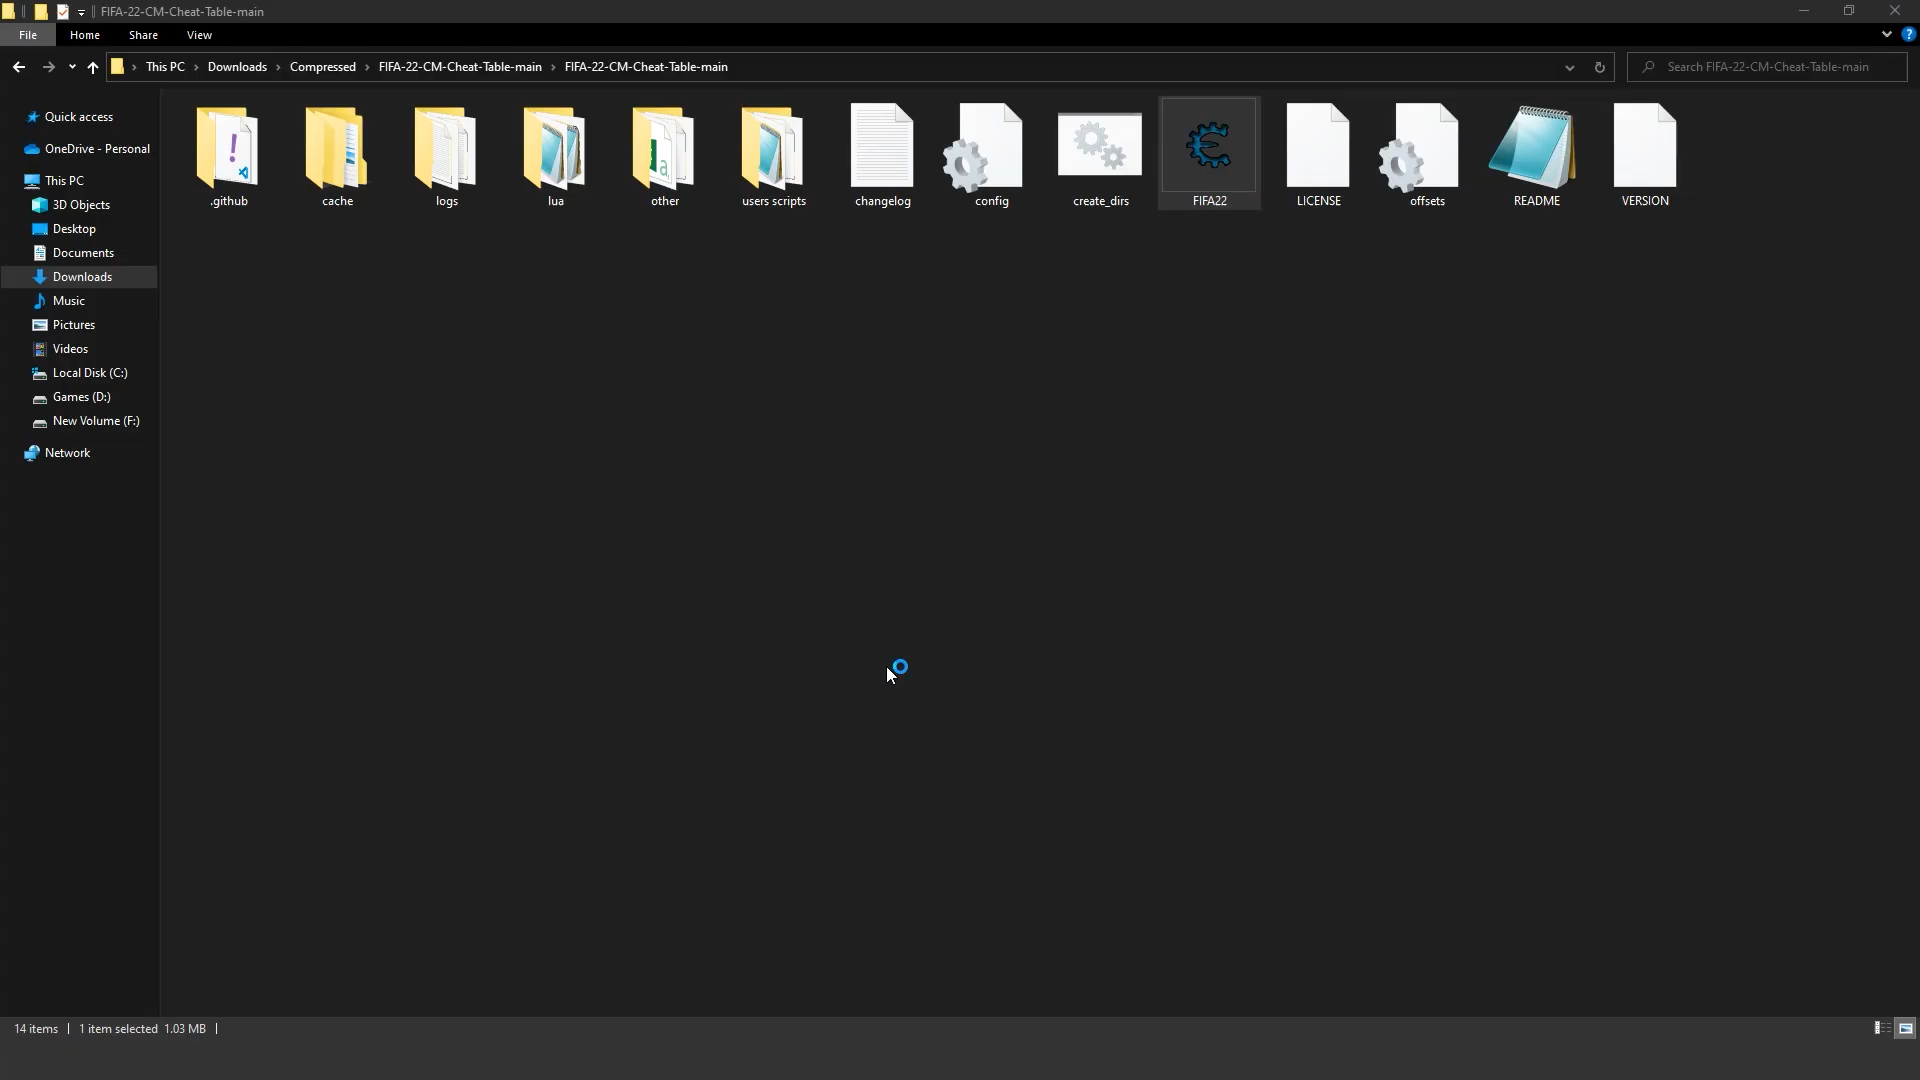 FIFA-22-CM-Cheat-Table-main
File Home Share View
This PC Downloads Compressed FIFA-22-CM-Cheat-Table-main FIFA-22-CM-Cheat-Table-main
Search FIFA-22-CM-Cheat-Table-main
Quick access
OneDrive - Personal
This PC
3D Objects
Desktop
Documents
Downloads
Music
Pictures
Videos
Local Disk (C:)
Games (D:)
New Volume (F:)
Network
.github cache logs lua other users scripts changelog config create_dirs FIFA22 LICENSE offsets README VERSION
14 items 1 item selected 1.03 MB